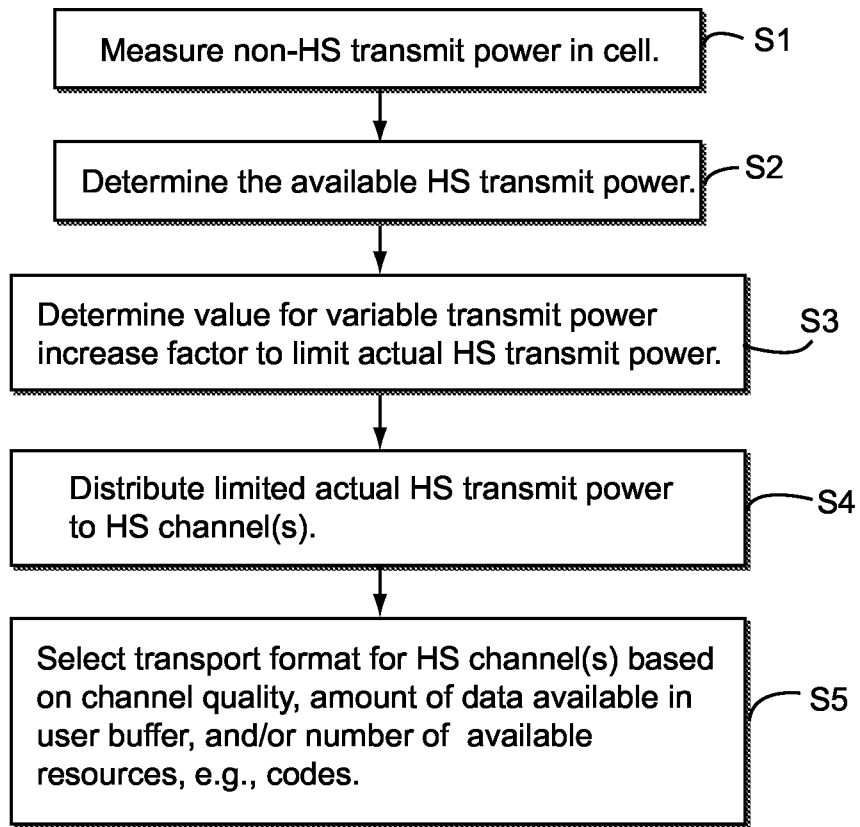 Measure non-HS transmit power in cell.
S1
Determine the available HS transmit power.
S2
Determine value for variable transmit power
increase factor to limit actual HS transmit power.
S3
Distribute limited actual HS transmit power
to HS channel(s).
S4
Select transport format for HS channel(s) based
on channel quality, amount of data available in
user buffer, and/or number of available
resources, e.g., codes.
S5